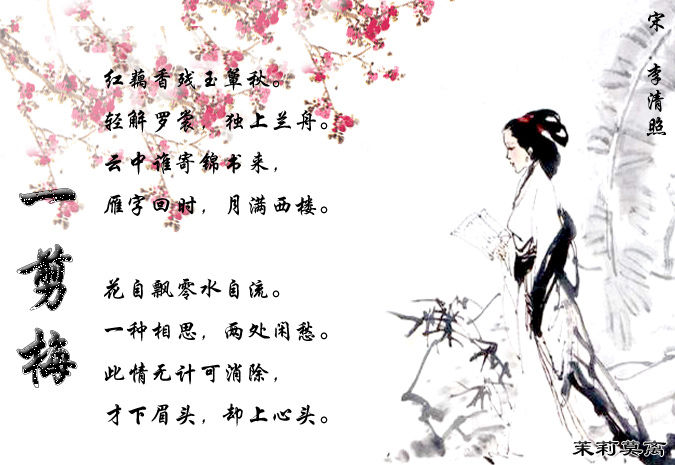 一剪梅
宋 李清照
红藕香残玉簟秋。
轻解罗裳，独上兰舟。
云中谁寄锦书来，
雁字回时，月满西楼。
花自飘零水自流。
一种相思，两处闲愁。
此情无计可消除，
才下眉头，却上心头。
茉莉莫离